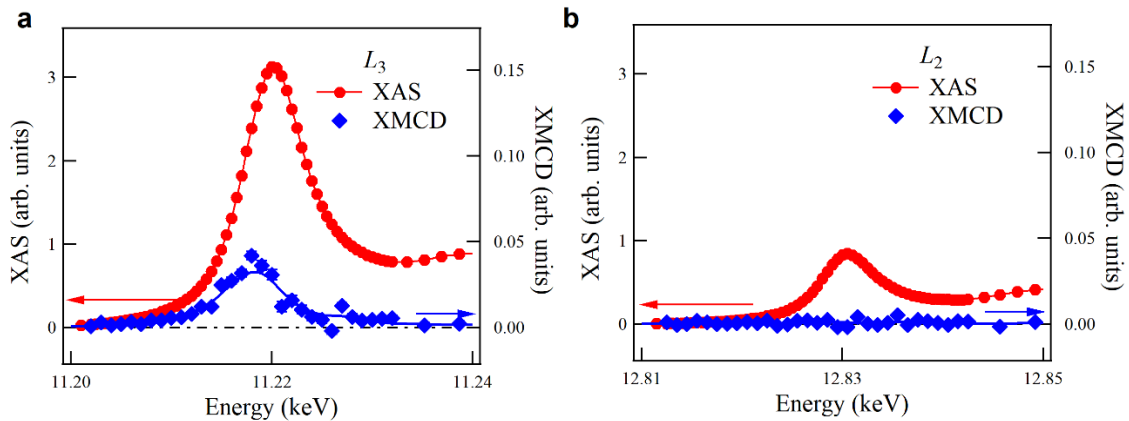 a
L3
XAS
XMCD
XAS (arb. units)
3
2
1
0
0.15
0.10
0.05
0.00
XMCD (arb. units)
11.20
11.22
11.24
Energy (keV)
b
L2
XAS
XMCD
XAS (arb. units)
3
2
1
0
0.15
0.10
0.05
0.00
XMCD (arb. units)
12.81
12.83
12.85
Energy (keV)